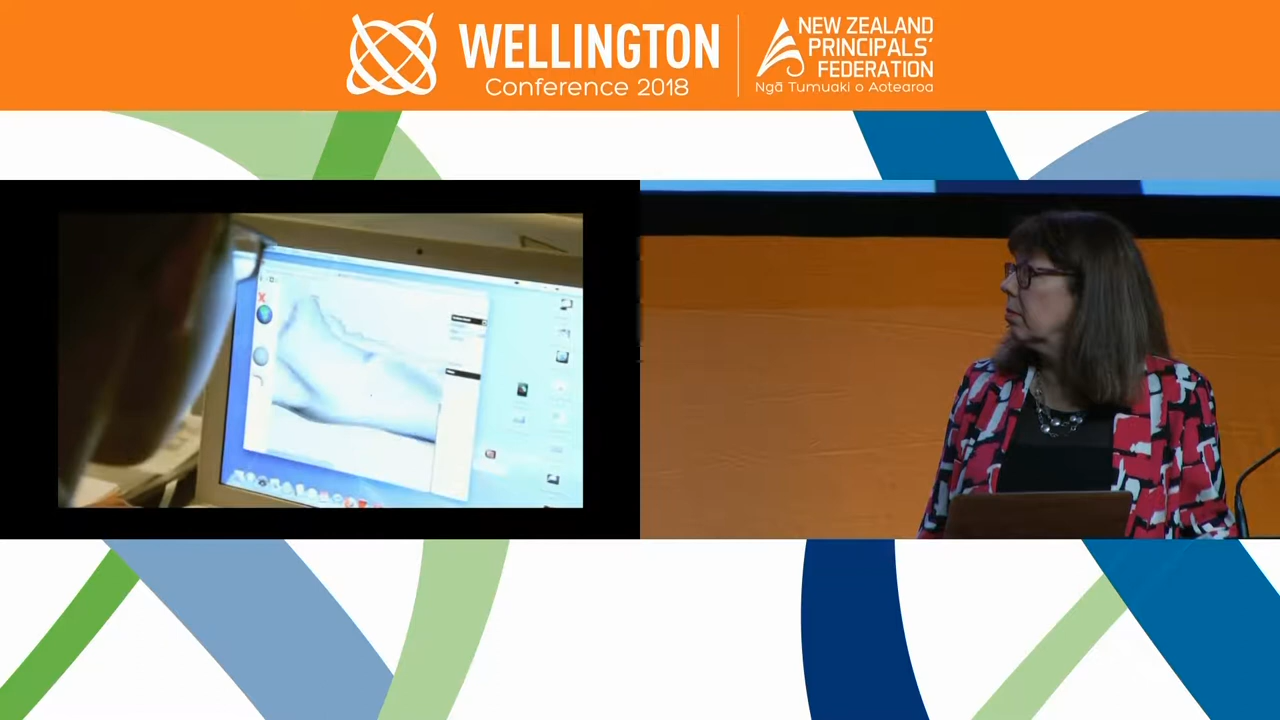 WELLINGTON
Conference 2018
NEW ZEALAND
PRINCIPALS'
FEDERATION
Ngā Tumuaki o Aotearoa